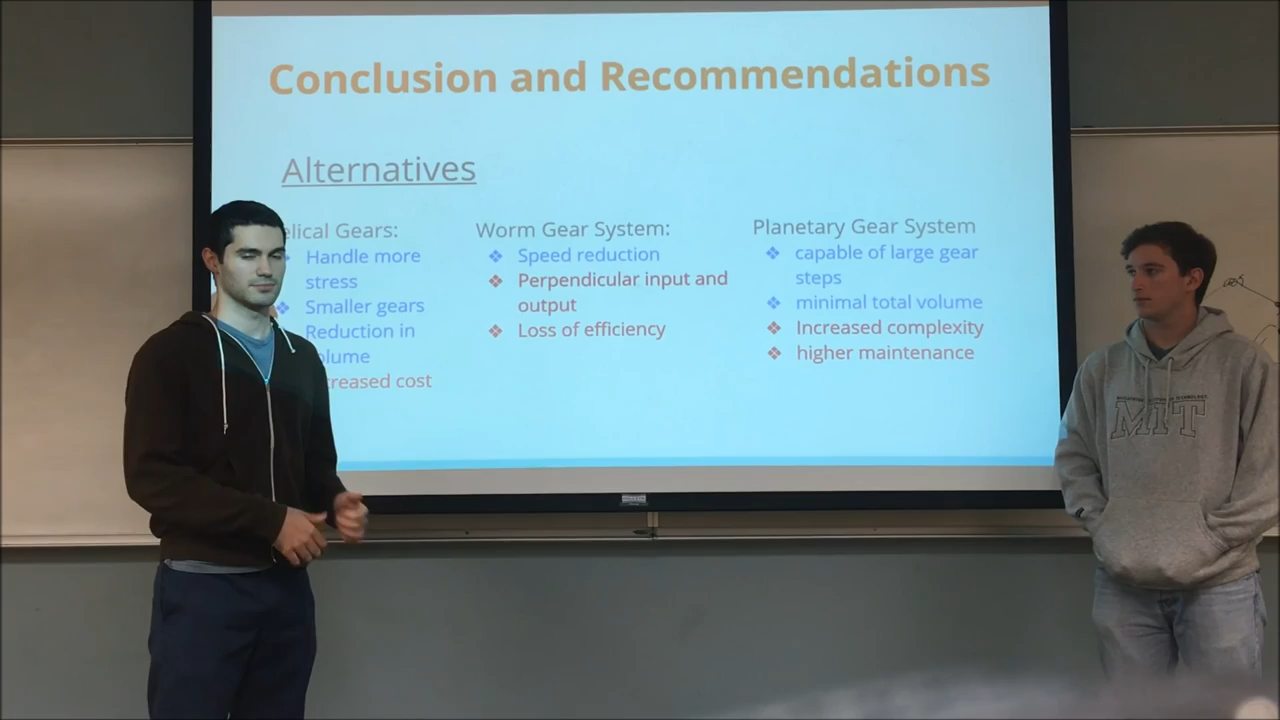 Conclusion and Recommendations
Alternatives
elical Gears:
Handle more
stress
Smaller gears
Reduction in
olume
creased cost
Worm Gear System:
Speed reduction
Perpendicular input and
output
Loss of efficiency
Planetary Gear System
capable of large gear
steps
minimal total volume
Increased complexity
higher maintenance
MIT